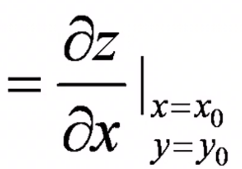 = ∂z/∂x |x=x₀
y=y₀